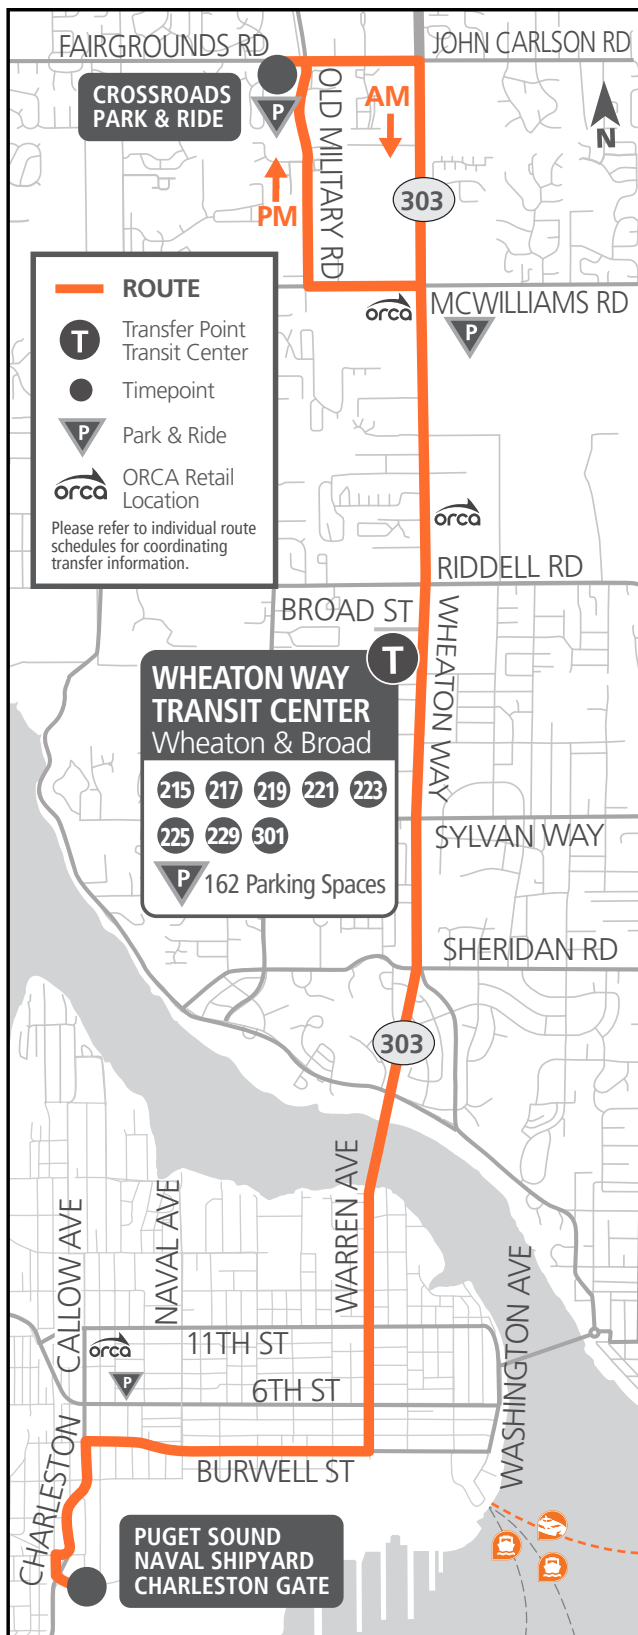 FAIRGROUNDS RD
JOHN CARLSON RD
CROSSROADS
PARK & RIDE
P
OLD MILITARY RD
AM
N
PM
303
ROUTE
T
Transfer Point
Transit Center
Timepoint
P
Park & Ride
orca
ORCA Retail
Location
Please refer to individual route
schedules for coordinating
transfer information.
orca
MCWILLIAMS RD
P
orca
RIDDELL RD
BROAD ST
WHEATON WAY
T
WHEATON WAY
TRANSIT CENTER
Wheaton & Broad
215 217 219 221 223
225 229 301
P 162 Parking Spaces
SYLVAN WAY
SHERIDAN RD
303
CALLOW AVE
NAVAL AVE
WARREN AVE
WASHINGTON AVE
orca
11TH ST
P
6TH ST
BURWELL ST
CHARLESTON
PUGET SOUND
NAVAL SHIPYARD
CHARLESTON GATE